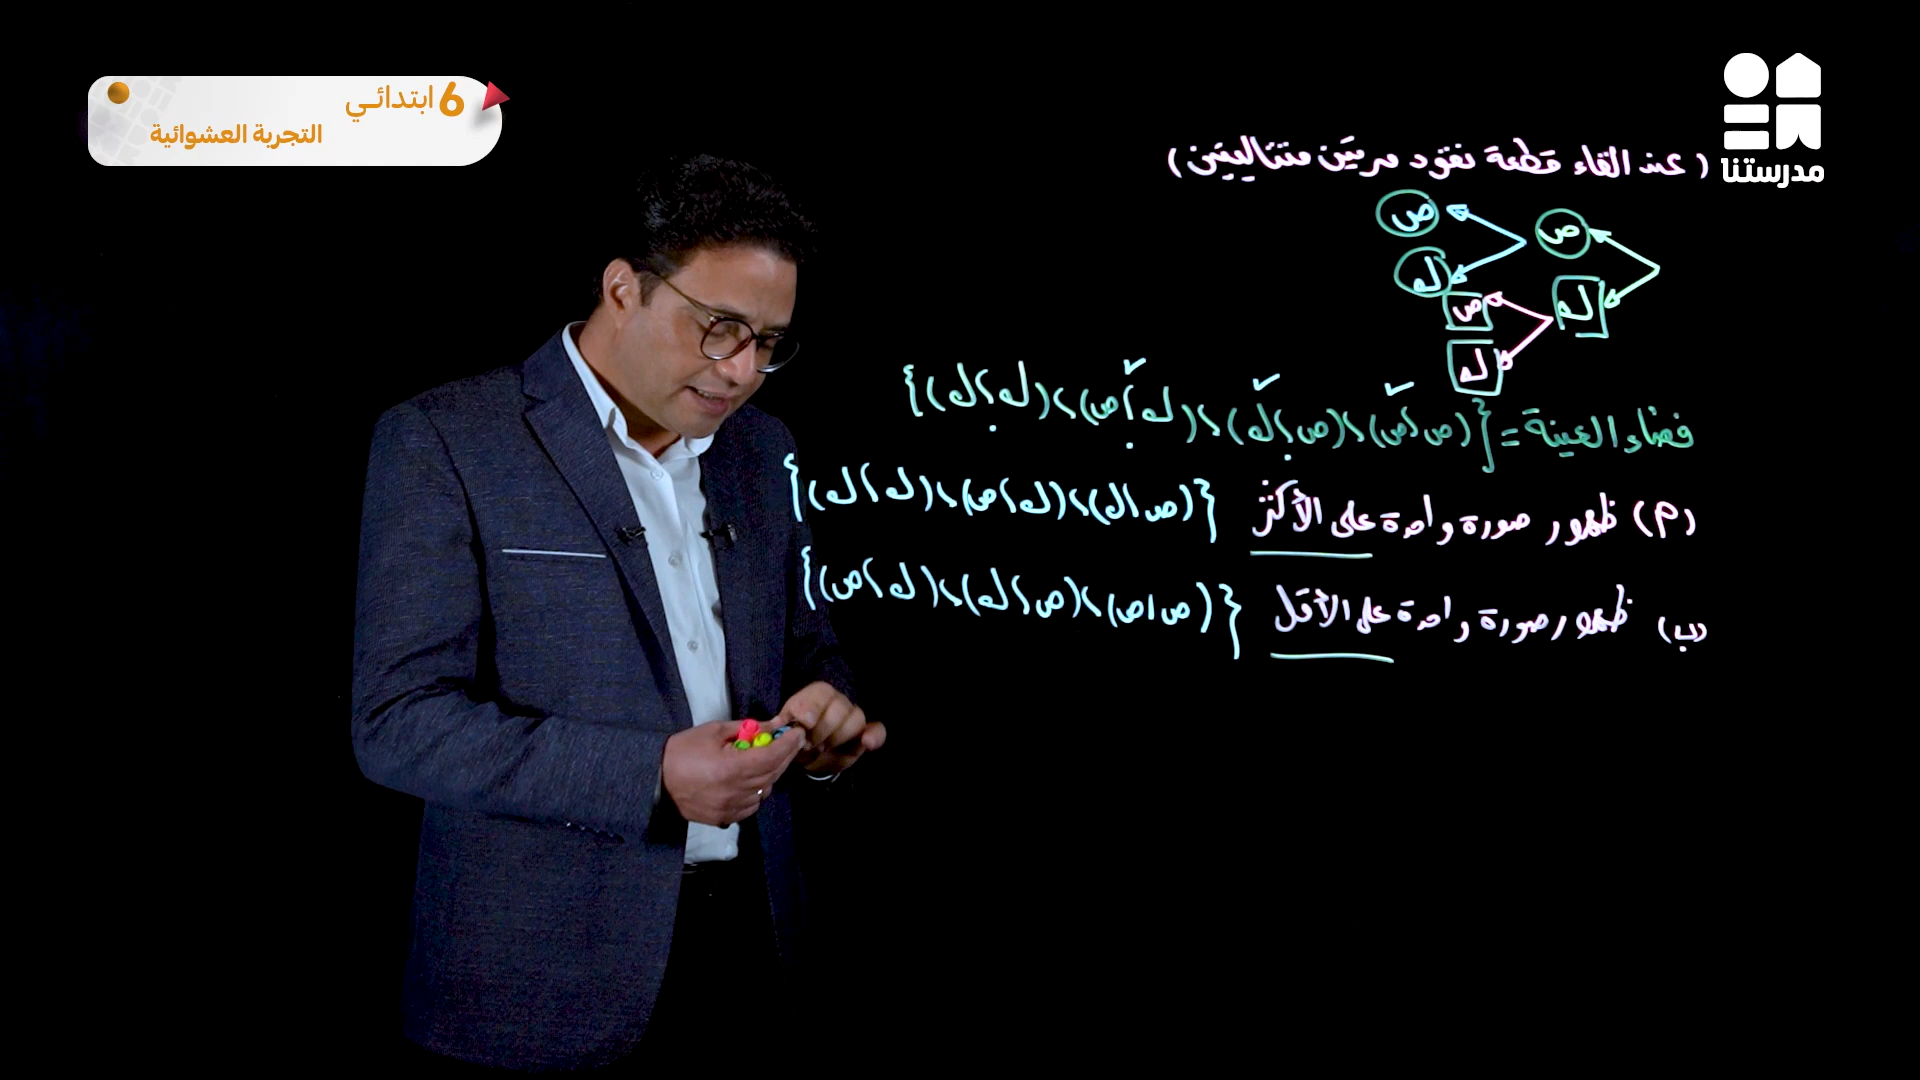 6 ابتدائي
التجربة العشوائية
مدرستنا
(عند القاء قطعة نقود مرتين متتاليتين)
ص ص
ك ك
ص
ك
فضاء العينة = {(ص، ص)، (ص، ك)، (ك، ص)، (ك، ك)}
(م) ظهور صورة واحدة على الأكثر {(ص، ك)، (ك، ص)، (ك، ك)}
(ب) ظهور صورة واحدة على الأقل {(ص، ص)، (ص، ك)، (ك، ص)}